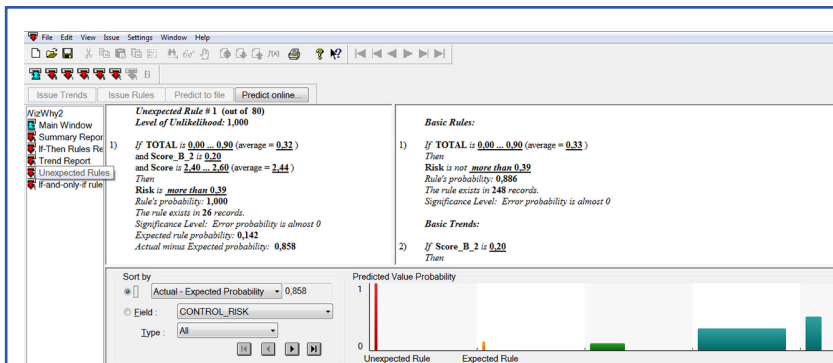 File Edit View Issue Settings Window Help
Issue Trends Issue Rules Predict to file Predict online...
WizWhy2
Main Window
Summary Repor
If-Then Rules Re
Trend Report
Unexpected Rules
If-and-only-if rule
Unexpected Rule # 1 (out of 80)
Level of Unlikelihood: 1,000
1) If TOTAL is 0,00 ... 0,90 (average = 0,32 )
and Score_B_2 is 0,20
and Score is 2,40 ... 2,60 (average = 2,44 )
Then
Risk is more than 0,39
Rule's probability: 1,000
The rule exists in 26 records.
Significance Level: Error probability is almost 0
Expected rule probability: 0,142
Actual minus Expected probability: 0,858
Basic Rules:
1) If TOTAL is 0,00 ... 0,90 (average = 0,33 )
Then
Risk is not more than 0,39
Rule's probability: 0,886
The rule exists in 248 records.
Significance Level: Error probability is almost 0
Basic Trends:
2) If Score_B_2 is 0,20
Then
Sort by
Actual - Expected Probability 0,858
Field : CONTROL_RISK
Type : All
Predicted Value Probability
1
0
Unexpected Rule Expected Rule